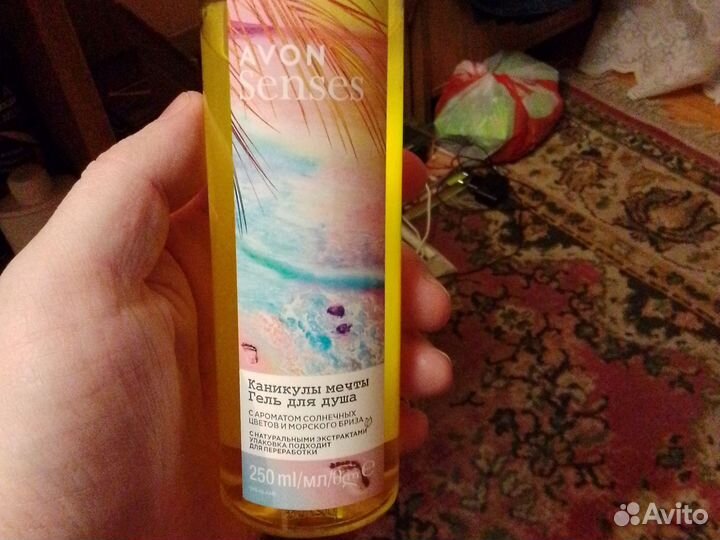 AVON
Senses
Каникулы мечты
Гель для душа
С АРОМАТОМ СОЛНЕЧНЫХ
ЦВЕТОВ И МОРСКОГО БРИЗА
С НАТУРАЛЬНЫМИ ЭКСТРАКТАМИ
УПАКОВКА ПОДХОДИТ
ДЛЯ ПЕРЕРАБОТКИ
250 ml/мл/მლ ℮
Avito